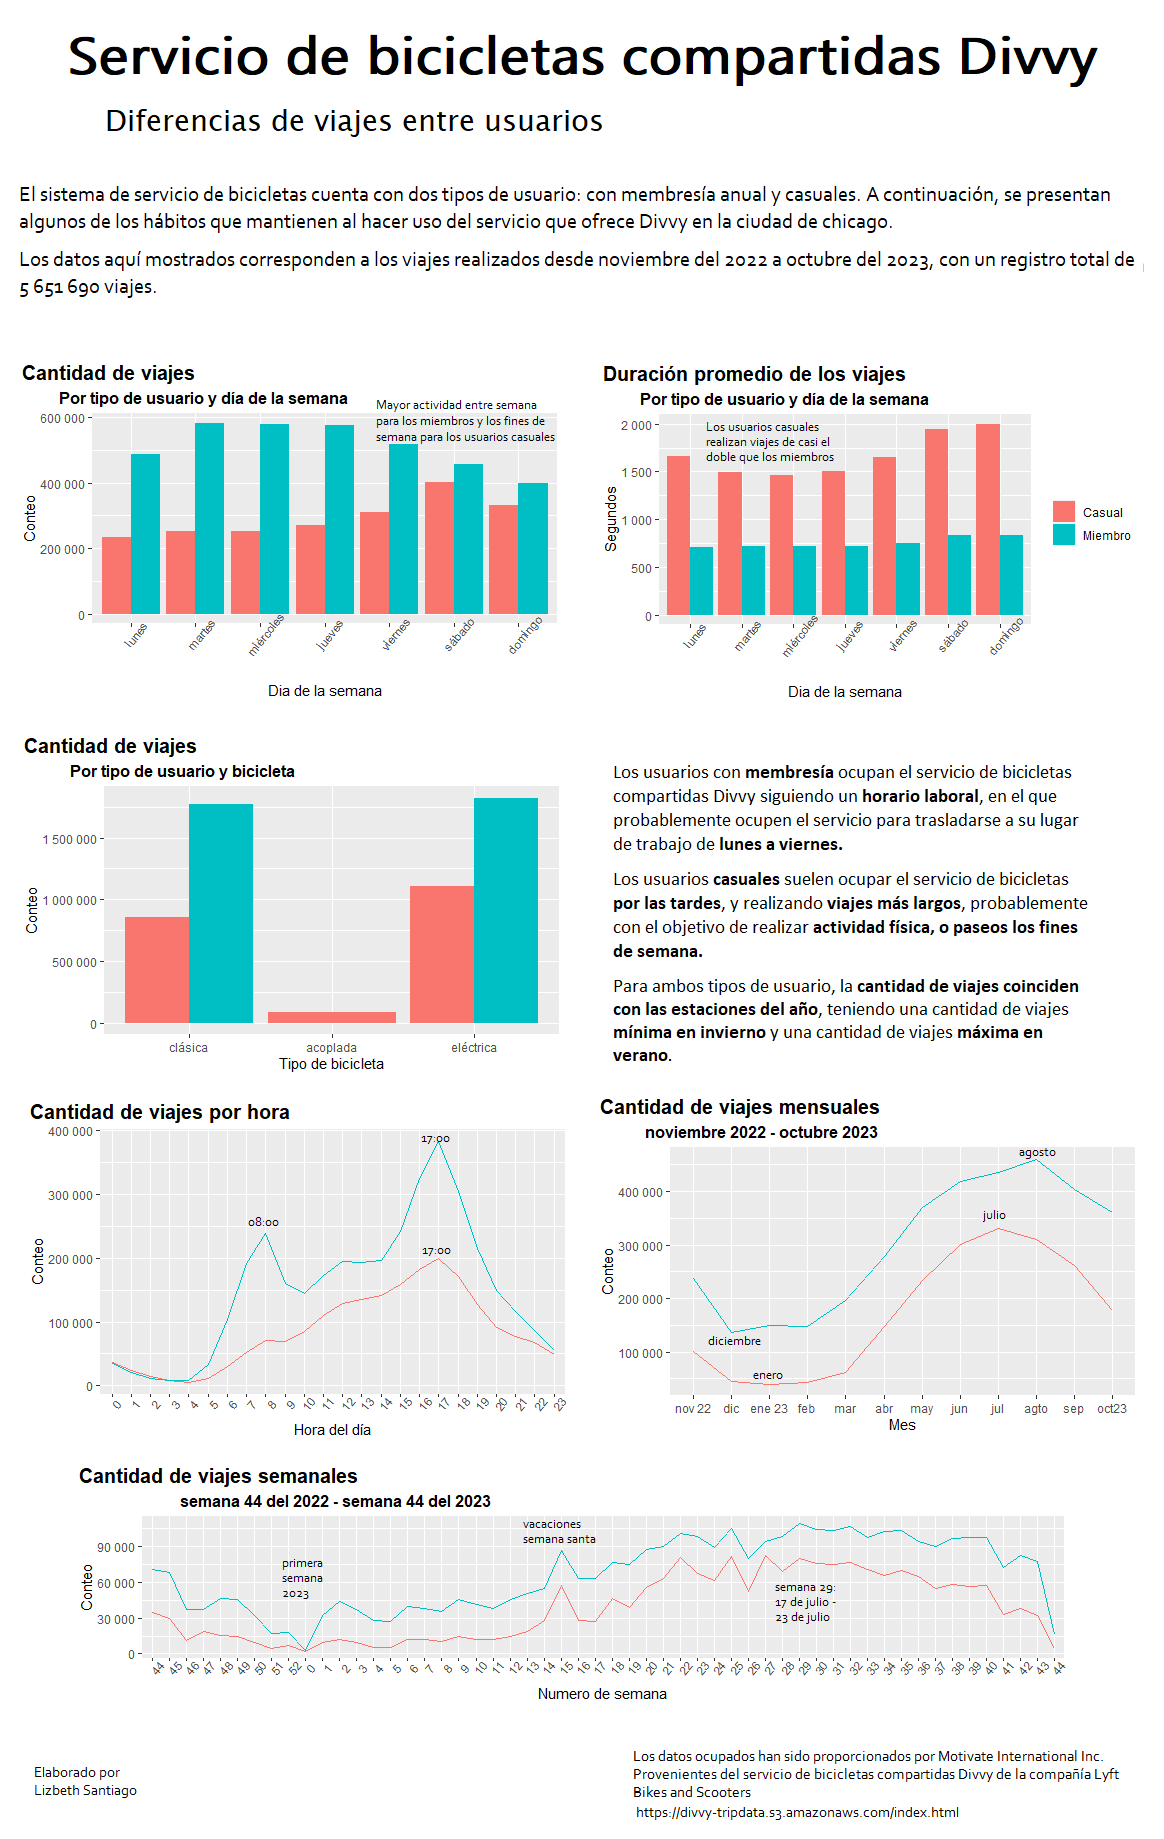 Servicio de bicicletas compartidas Divvy
Diferencias de viajes entre usuarios
El sistema de servicio de bicicletas cuenta con dos tipos de usuario: con membresía anual y casuales. A continuación, se presentan
algunos de los hábitos que mantienen al hacer uso del servicio que ofrece Divvy en la ciudad de chicago.
Los datos aquí mostrados corresponden a los viajes realizados desde noviembre del 2022 a octubre del 2023, con un registro total de
5 651 690 viajes.
Cantidad de viajes
Por tipo de usuario y día de la semana
Mayor actividad entre semana
para los miembros y los fines de
semana para los usuarios casuales
Conteo
600 000
400 000
200 000
0
lunes martes miércoles jueves viernes sábado domingo
Dia de la semana
Duración promedio de los viajes
Por tipo de usuario y día de la semana
Los usuarios casuales
realizan viajes de casi el
doble que los miembros
Segundos
2 000
1 500
1 000
500
0
lunes martes miércoles jueves viernes sábado domingo
Dia de la semana
Casual
Miembro
Cantidad de viajes
Por tipo de usuario y bicicleta
Conteo
1 500 000
1 000 000
500 000
0
clásica acoplada eléctrica
Tipo de bicicleta
Los usuarios con membresía ocupan el servicio de bicicletas
compartidas Divvy siguiendo un horario laboral, en el que
probablemente ocupen el servicio para trasladarse a su lugar
de trabajo de lunes a viernes.
Los usuarios casuales suelen ocupar el servicio de bicicletas
por las tardes, y realizando viajes más largos, probablemente
con el objetivo de realizar actividad física, o paseos los fines
de semana.
Para ambos tipos de usuario, la cantidad de viajes coinciden
con las estaciones del año, teniendo una cantidad de viajes
mínima en invierno y una cantidad de viajes máxima en
verano.
Cantidad de viajes por hora
Conteo
400 000
300 000
200 000
100 000
0
17:00
08:00
17:00
0 1 2 3 4 5 6 7 8 9 10 11 12 13 14 15 16 17 18 19 20 21 22 23
Hora del día
Cantidad de viajes mensuales
noviembre 2022 - octubre 2023
Conteo
400 000
300 000
200 000
100 000
agosto
julio
diciembre
enero
nov 22 dic ene 23 feb mar abr may jun jul agto sep oct23
Mes
Cantidad de viajes semanales
semana 44 del 2022 - semana 44 del 2023
Conteo
90 000
60 000
30 000
0
primera
semana
2023
vacaciones
semana santa
semana 29:
17 de julio -
23 de julio
44 45 46 47 48 49 50 51 52 0 1 2 3 4 5 6 7 8 9 10 11 12 13 14 15 16 17 18 19 20 21 22 23 24 25 26 27 28 29 30 31 32 33 34 35 36 37 38 39 40 41 42 43 44
Numero de semana
Elaborado por
Lizbeth Santiago
Los datos ocupados han sido proporcionados por Motivate International Inc.
Provenientes del servicio de bicicletas compartidas Divvy de la compañía Lyft
Bikes and Scooters
https://divvy-tripdata.s3.amazonaws.com/index.html